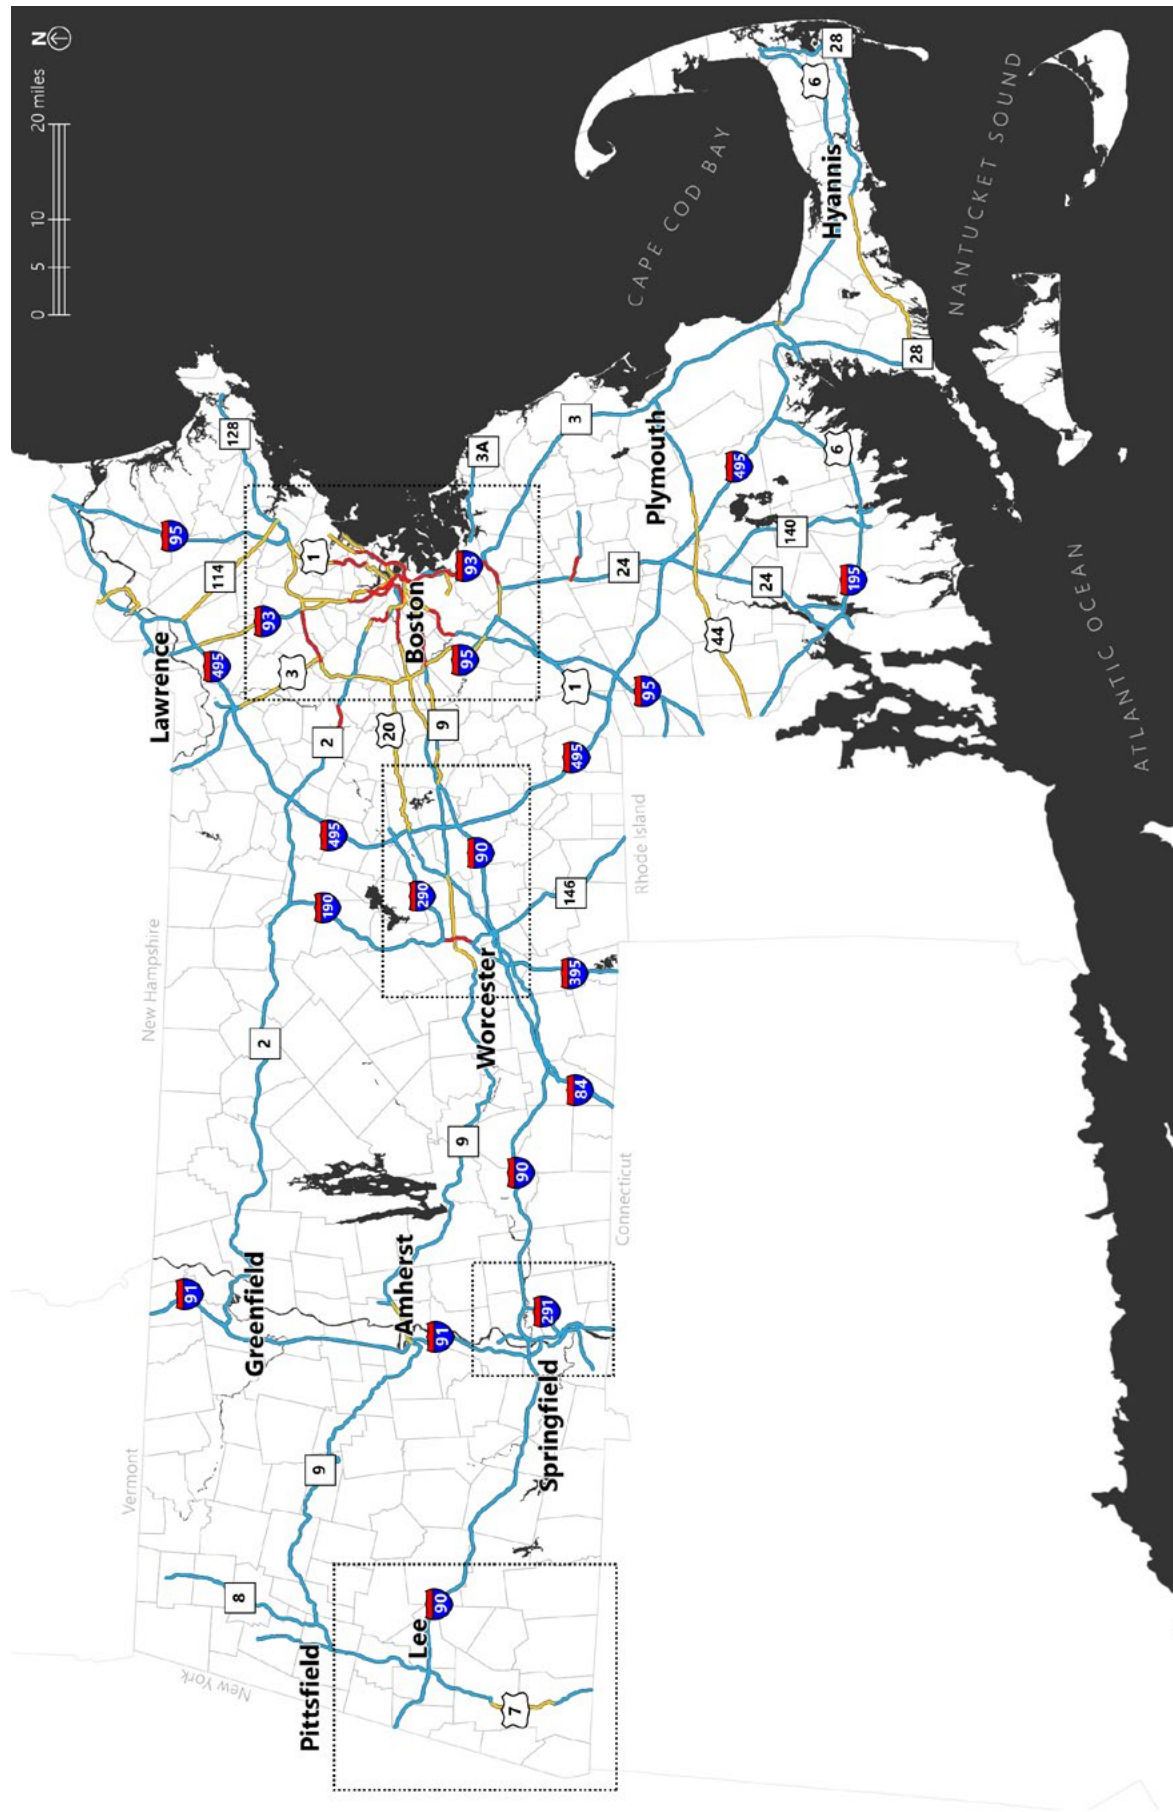 N
0 5 10 20 miles
New York
Vermont
New Hampshire
Pittsfield
8
9
Lee
90
7
91
Greenfield
Amherst
91
Springfield
291
2
9
90
Connecticut
84
Worcester
190
290
395
146
Rhode Island
495
90
495
2
20
9
Lawrence
495
3
93
114
95
1
128
Boston
93
95
1
95
3A
3
24
44
24
140
195
6
495
Plymouth
CAPE COD BAY
Hyannis
6
28
28
NANTUCKET SOUND
ATLANTIC OCEAN